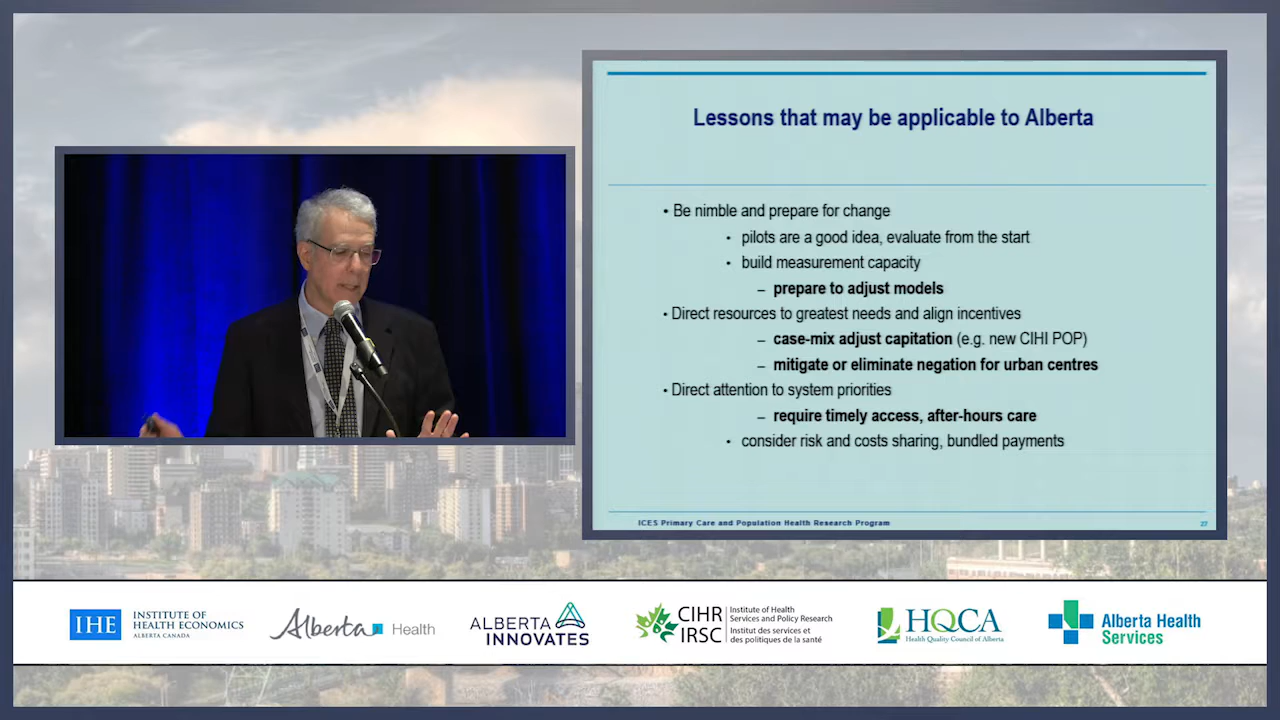 Lessons that may be applicable to Alberta
• Be nimble and prepare for change
• pilots are a good idea, evaluate from the start
• build measurement capacity
– prepare to adjust models
• Direct resources to greatest needs and align incentives
– case-mix adjust capitation (e.g. new CIHI POP)
– mitigate or eliminate negation for urban centres
• Direct attention to system priorities
– require timely access, after-hours care
• consider risk and costs sharing, bundled payments
ICES Primary Care and Population Health Research Program
27
IHE
INSTITUTE OF
HEALTH ECONOMICS
ALBERTA CANADA
Alberta Health
ALBERTA
INNOVATES
CIHR
IRSC
Institute of Health
Services and Policy Research
Institut des services et
des politiques de la santé
HQCA
Health Quality Council of Alberta
Alberta Health
Services